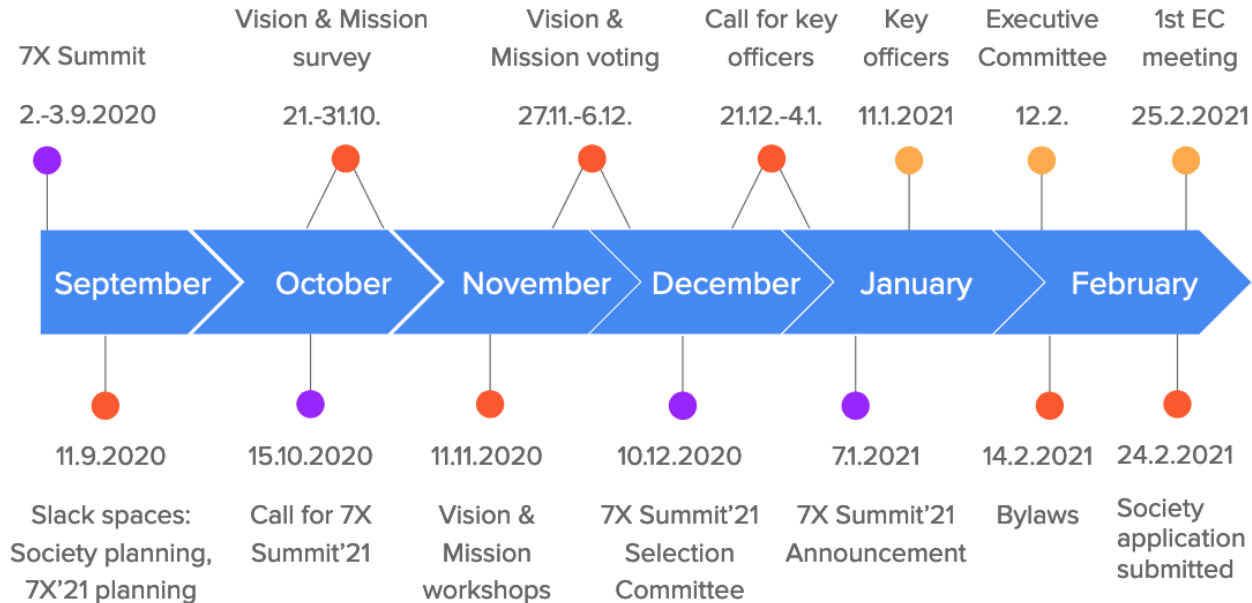 7X Summit
2.-3.9.2020
Vision & Mission
survey
21.-31.10.
Vision &
Mission voting
27.11.-6.12.
Call for key
officers
21.12.-4.1.
Key
officers
11.1.2021
Executive
Committee
12.2.
1st EC
meeting
25.2.2021
September
October
November
December
January
February
11.9.2020
Slack spaces:
Society planning,
7X'21 planning
15.10.2020
Call for 7X
Summit'21
11.11.2020
Vision &
Mission
workshops
10.12.2020
7X Summit'21
Selection
Committee
7.1.2021
7X Summit'21
Announcement
14.2.2021
Bylaws
24.2.2021
Society
application
submitted